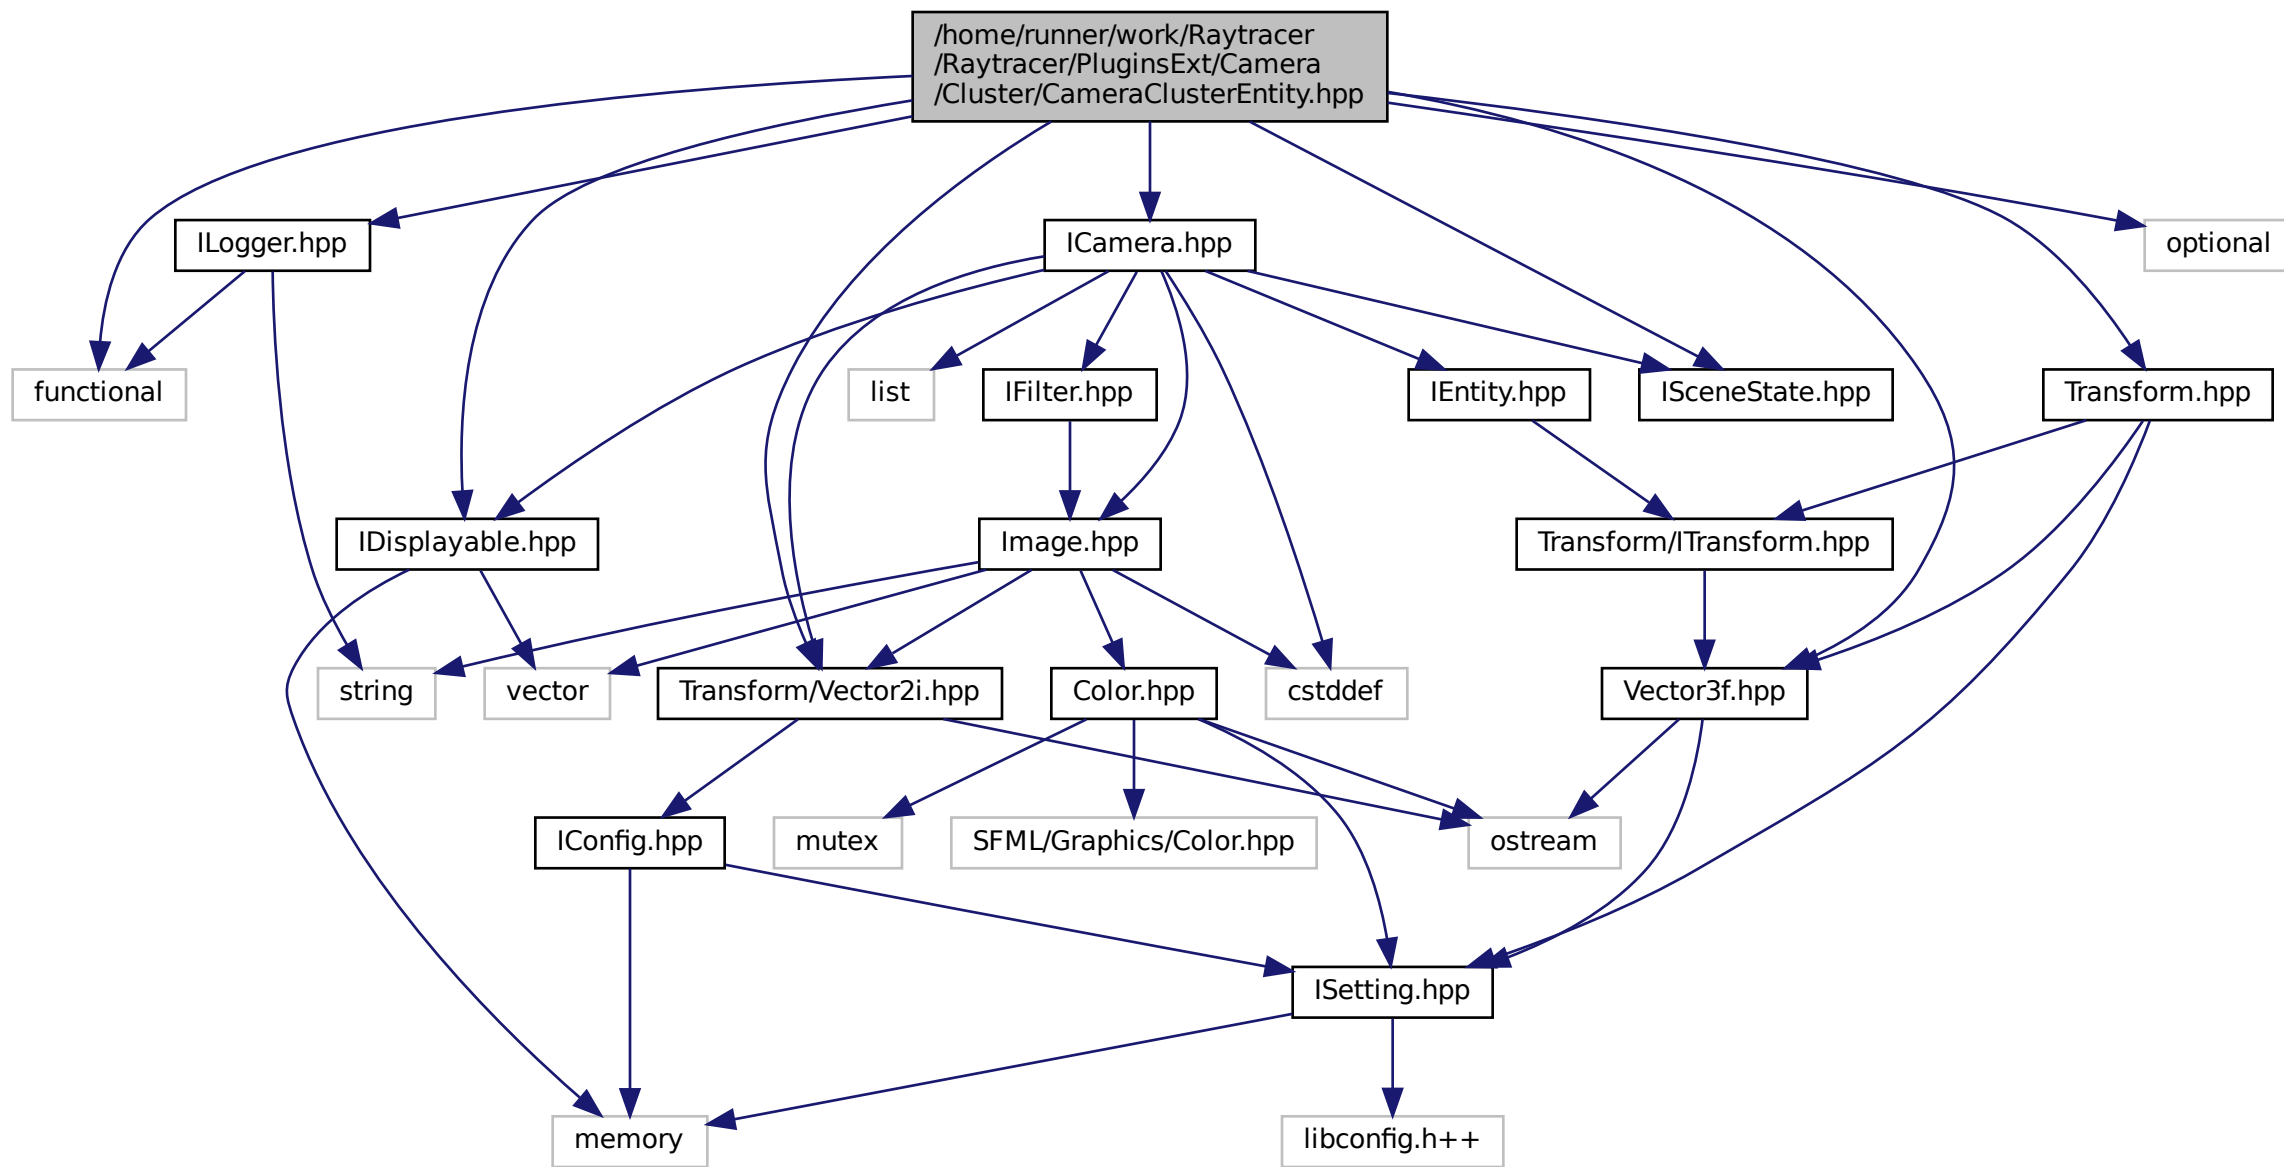 /home/runner/work/Raytracer
/Raytracer/PluginsExt/Camera
/Cluster/CameraClusterEntity.hpp
ILogger.hpp
ICamera.hpp
optional
functional
list
IFilter.hpp
IEntity.hpp
ISceneState.hpp
Transform.hpp
IDisplayable.hpp
Image.hpp
Transform/ITransform.hpp
string
vector
Transform/Vector2i.hpp
Color.hpp
cstddef
Vector3f.hpp
IConfig.hpp
mutex
SFML/Graphics/Color.hpp
ostream
ISetting.hpp
memory
libconfig.h++